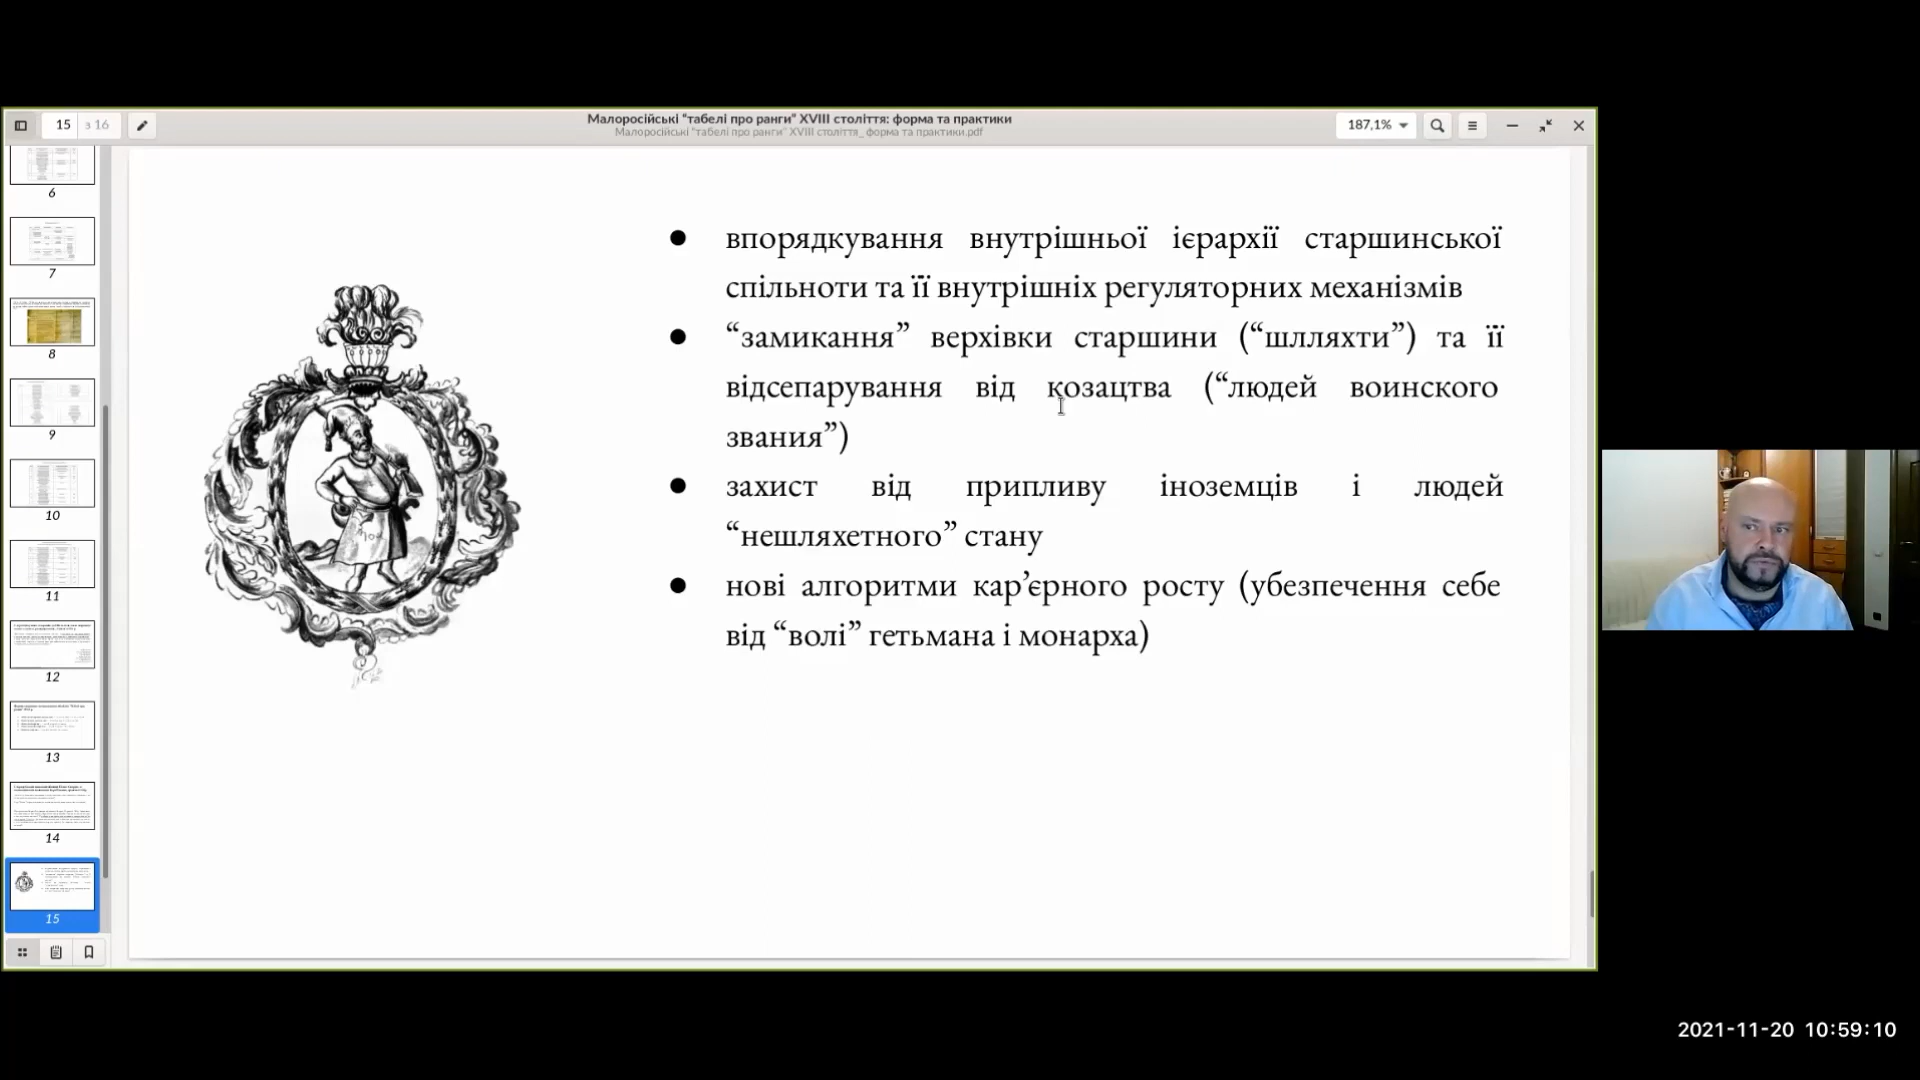 15 з 16
Малоросійські “табелі про ранги” XVIII століття: форма та практики
Малоросійські “табелі про ранги” XVIII століття_ форма та практики.pdf
187,1%
6
7
8
9
10
11
12
13
14
15
● впорядкування внутрішньої ієрархії старшинської
спільноти та її внутрішніх регуляторних механізмів
● “замикання” верхівки старшини (“шлляхти”) та її
відсепарування від козацтва (“людей воинского
звания”)
● захист від припливу іноземців і людей
“нешляхетного” стану
● нові алгоритми кар’єрного росту (убезпечення себе
від “волі” гетьмана і монарха)
2021-11-20 10:59:10